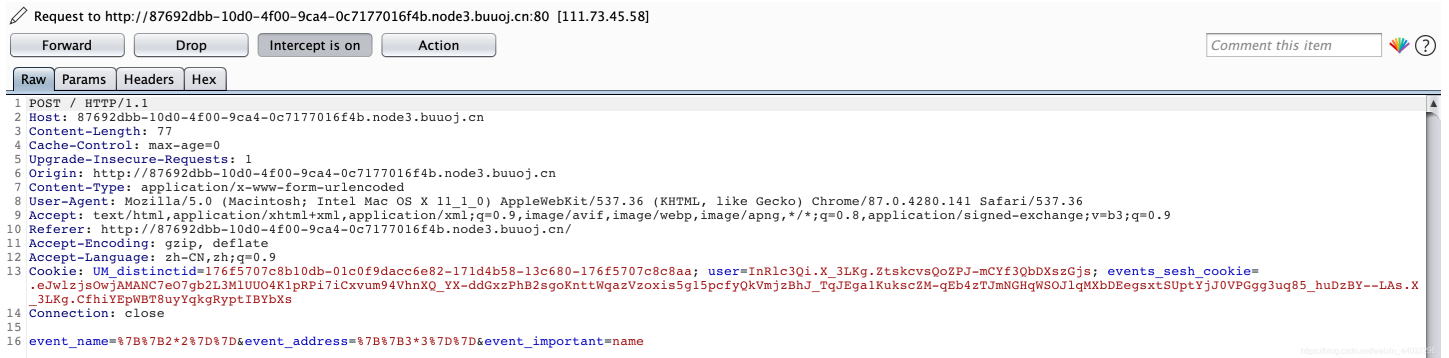 Request to http://87692dbb-10d0-4f00-9ca4-0c7177016f4b.node3.buuoj.cn:80 [111.73.45.58]
Forward Drop Intercept is on Action Comment this item ?
Raw Params Headers Hex
1 POST / HTTP/1.1
2 Host: 87692dbb-10d0-4f00-9ca4-0c7177016f4b.node3.buuoj.cn
3 Content-Length: 77
4 Cache-Control: max-age=0
5 Upgrade-Insecure-Requests: 1
6 Origin: http://87692dbb-10d0-4f00-9ca4-0c7177016f4b.node3.buuoj.cn
7 Content-Type: application/x-www-form-urlencoded
8 User-Agent: Mozilla/5.0 (Macintosh; Intel Mac OS X 11_1_0) AppleWebKit/537.36 (KHTML, like Gecko) Chrome/87.0.4280.141 Safari/537.36
9 Accept: text/html,application/xhtml+xml,application/xml;q=0.9,image/avif,image/webp,image/apng,*/*;q=0.8,application/signed-exchange;v=b3;q=0.9
10 Referer: http://87692dbb-10d0-4f00-9ca4-0c7177016f4b.node3.buuoj.cn/
11 Accept-Encoding: gzip, deflate
12 Accept-Language: zh-CN,zh;q=0.9
13 Cookie: UM_distinctid=176f5707c8b10db-01c0f9dacc6e82-171d4b58-13c680-176f5707c8c8aa; user=InRlc3Qi.X_3LKg.ZtskcvsQoZPJ-mCYf3QbDXszGjs; events_sesh_cookie=
.eJwlzjsOwjAMANC7eO7gb2L3MlUUO4K1pRPi7iCxvum94VhnXQ_YX-ddGxzPhB2sgoKnttWqazVzoxis5g15pcfyQkVmjzBhJ_TqJEga1KukscZM-qEb4zTJmNGHqWSOJlqMXbDEegsxtSUptYjJ0VPGgg3uq85_huDzBY--LAs.X
_3LKg.CfhiYEpWBT8uyYqkgRyptIBYbXs
14 Connection: close
15
16 event_name=%7B%7B2*2%7D%7D&event_address=%7B%7B3*3%7D%7D&event_important=name